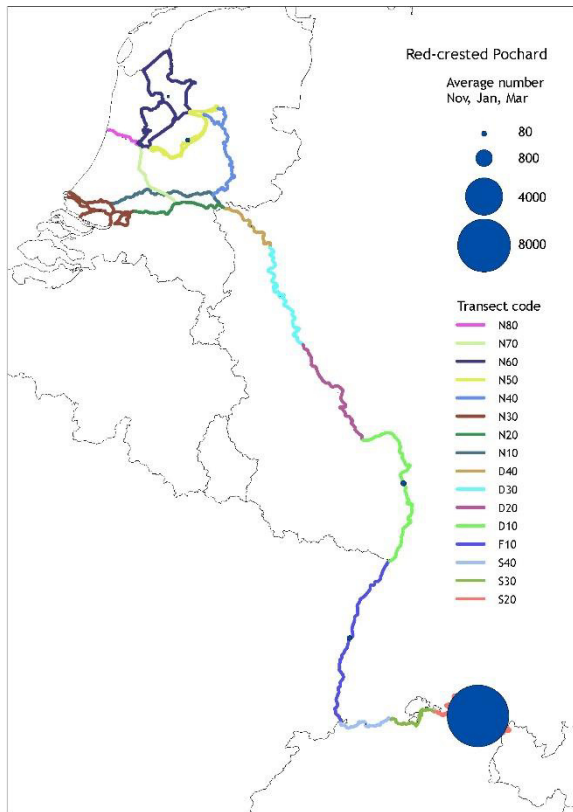 Red-crested Pochard
Average number
Nov, Jan, Mar
80
800
4000
8000
Transect code
N80
N70
N60
N50
N40
N30
N20
N10
D40
D30
D20
D10
F10
S40
S30
S20